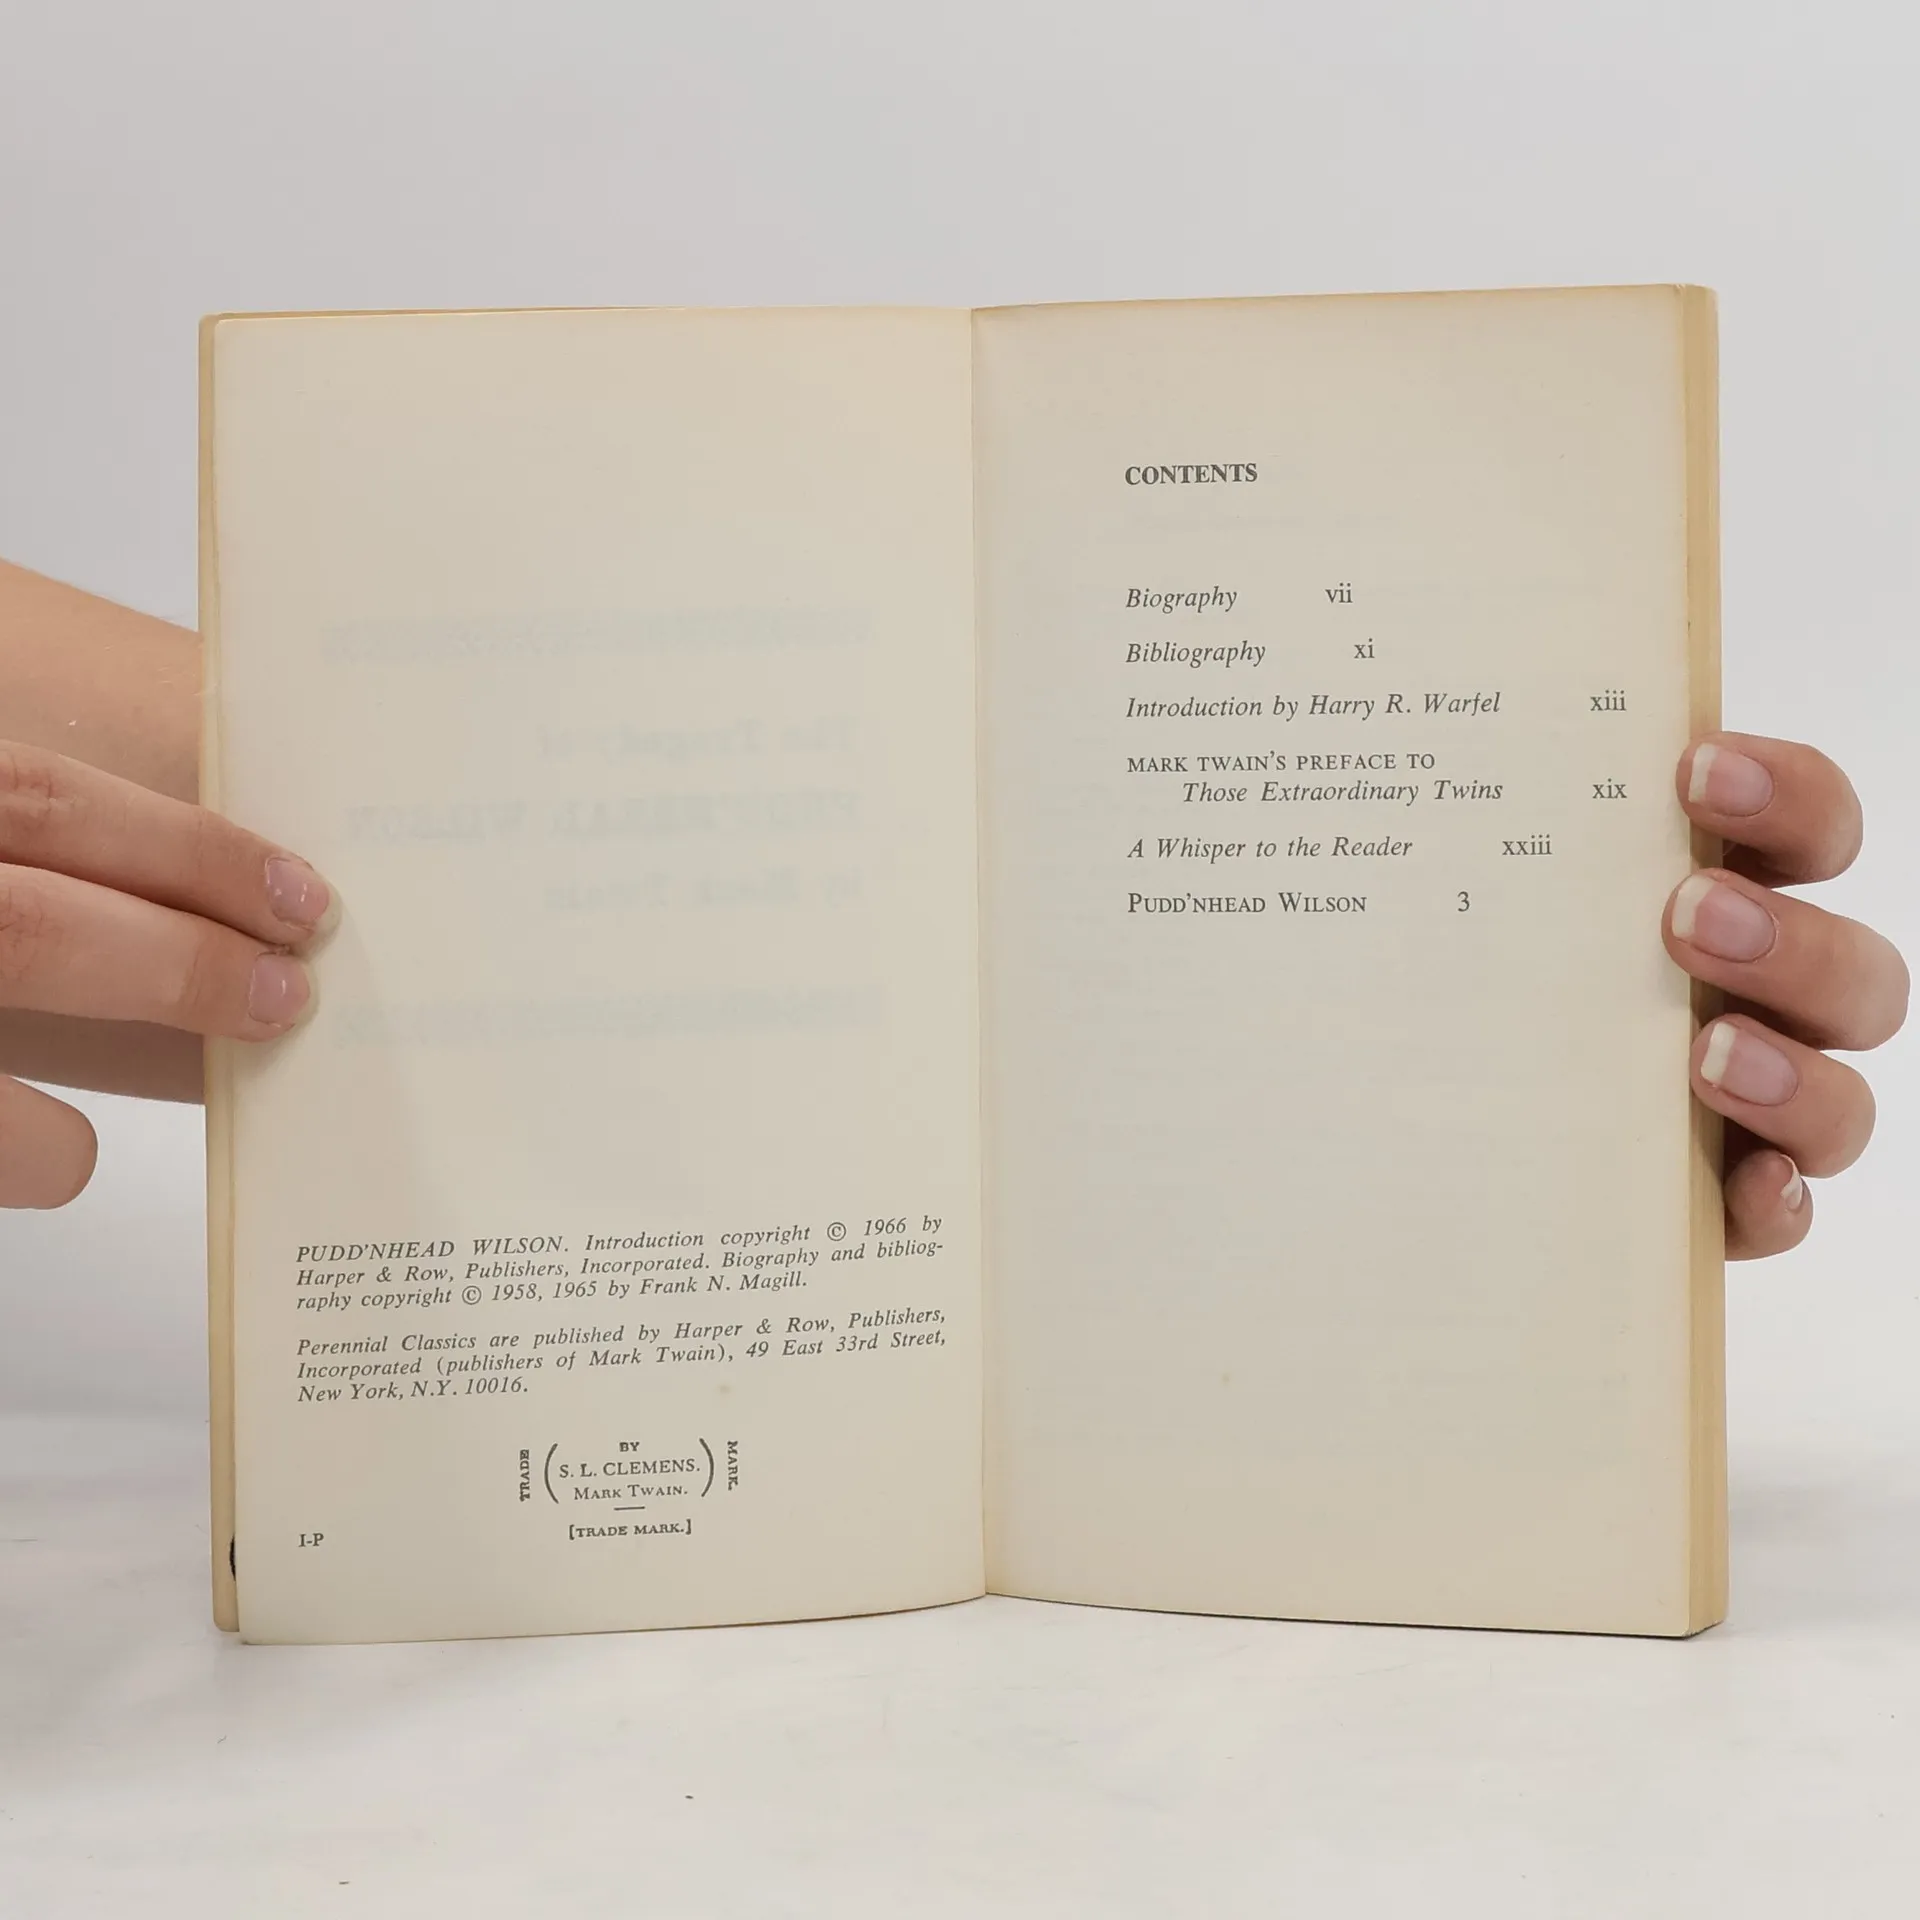 PUDD'NHEAD WILSON. Introduction copyright © 1966 by
Harper & Row, Publishers, Incorporated. Biography and bibliog-
raphy copyright © 1958, 1965 by Frank N. Magill.
Perennial Classics are published by Harper & Row, Publishers,
Incorporated (publishers of Mark Twain), 49 East 33rd Street,
New York, N.Y. 10016.
BY
TRADE S. L. CLEMENS. MARK.
MARK TWAIN.
[TRADE MARK.]
I-P
CONTENTS
Biography vii
Bibliography xi
Introduction by Harry R. Warfel xiii
MARK TWAIN'S PREFACE TO
Those Extraordinary Twins xix
A Whisper to the Reader xxiii
PUDD'NHEAD WILSON 3